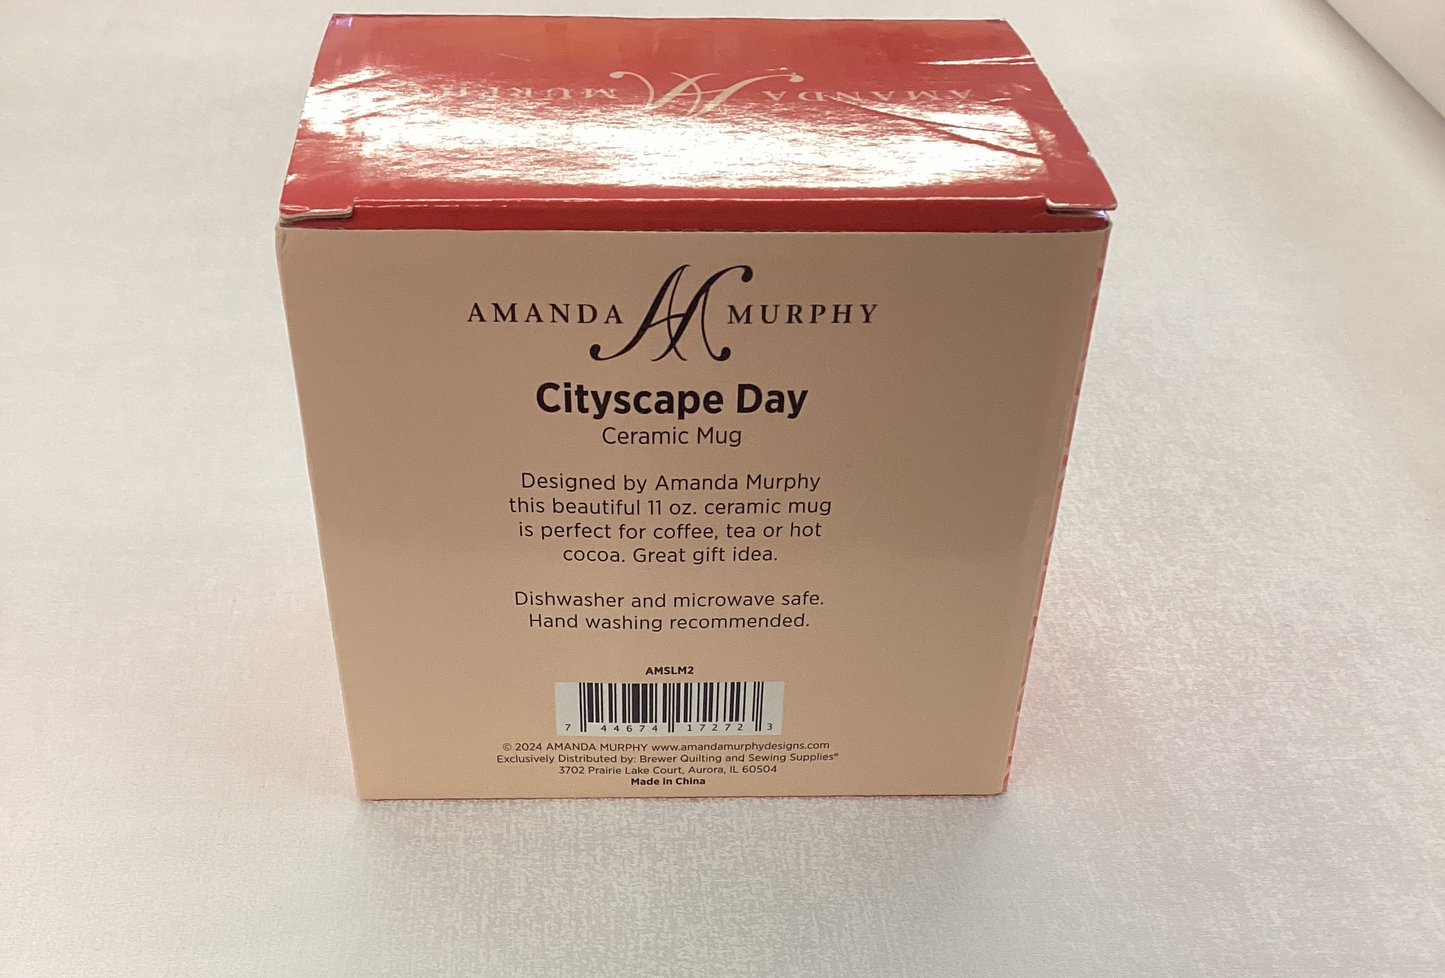 AMANDA MURPHY
AMANDA AM MURPHY
Cityscape Day
Ceramic Mug
Designed by Amanda Murphy
this beautiful 11 oz. ceramic mug
is perfect for coffee, tea or hot
cocoa. Great gift idea.
Dishwasher and microwave safe.
Hand washing recommended.
AMSLM2
7 44674 17272 3
© 2024 AMANDA MURPHY www.amandamurphydesigns.com
Exclusively Distributed by: Brewer Quilting and Sewing Supplies®
3702 Prairie Lake Court, Aurora, IL 60504
Made in China